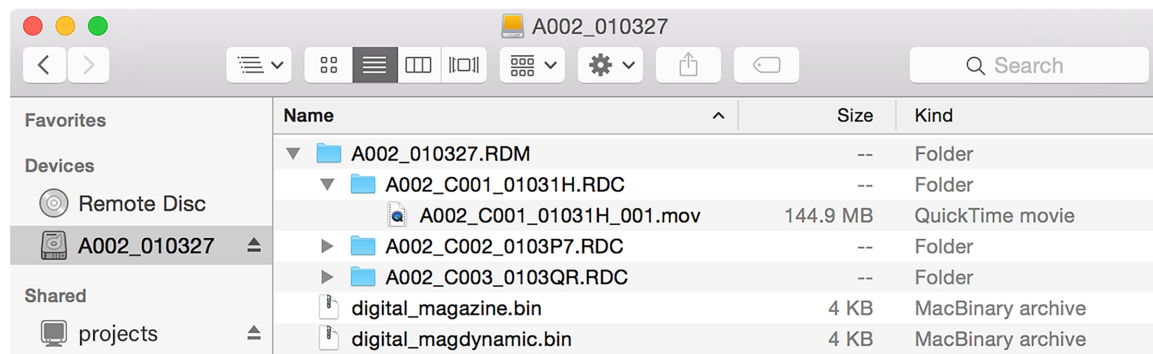 A002_010327
Search
Favorites
Devices
Remote Disc
A002_010327
Shared
projects
Name Size Kind
A002_010327.RDM -- Folder
A002_C001_01031H.RDC -- Folder
A002_C001_01031H_001.mov 144.9 MB QuickTime movie
A002_C002_0103P7.RDC -- Folder
A002_C003_0103QR.RDC -- Folder
digital_magazine.bin 4 KB MacBinary archive
digital_magdynamic.bin 4 KB MacBinary archive